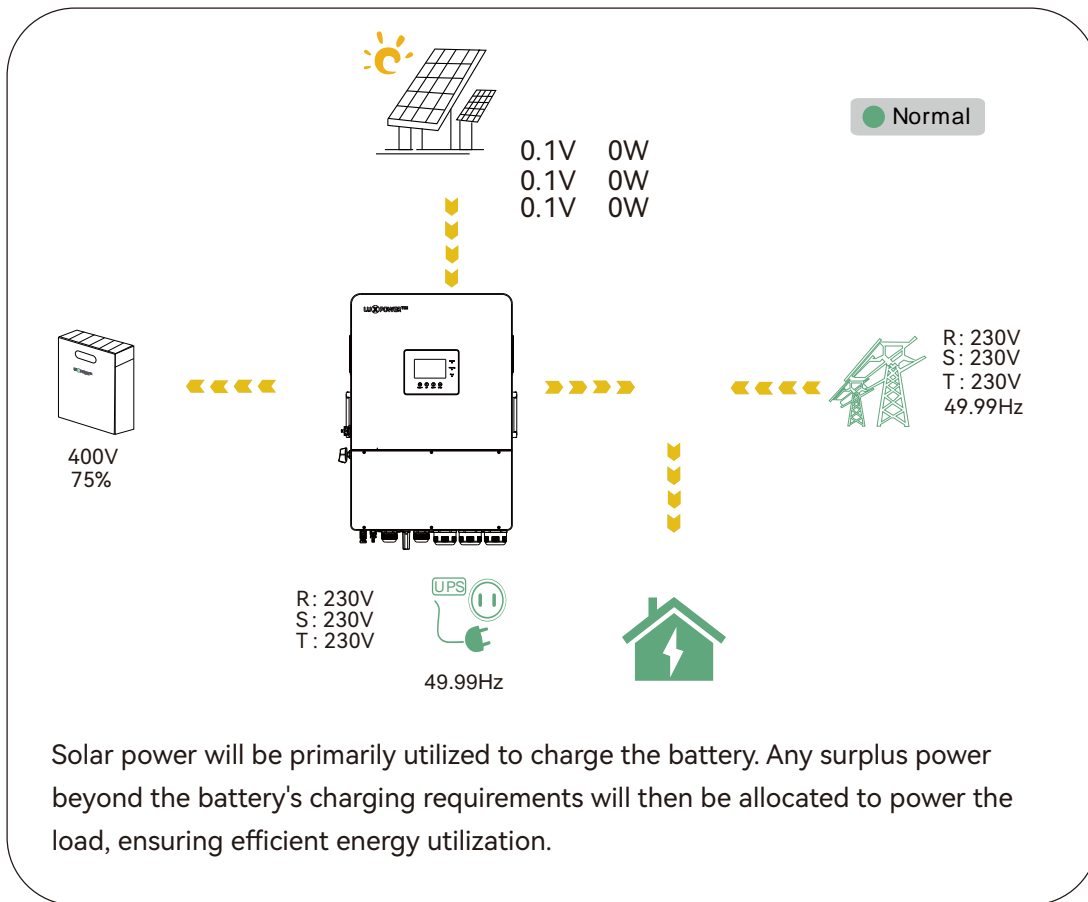 Normal
0.1V 0W
0.1V 0W
0.1V 0W
LUXPOWERTEK
R: 230V
S: 230V
T: 230V
49.99Hz
400V
75%
R: 230V
S: 230V
T: 230V
UPS
49.99Hz
Solar power will be primarily utilized to charge the battery. Any surplus power
beyond the battery's charging requirements will then be allocated to power the
load, ensuring efficient energy utilization.